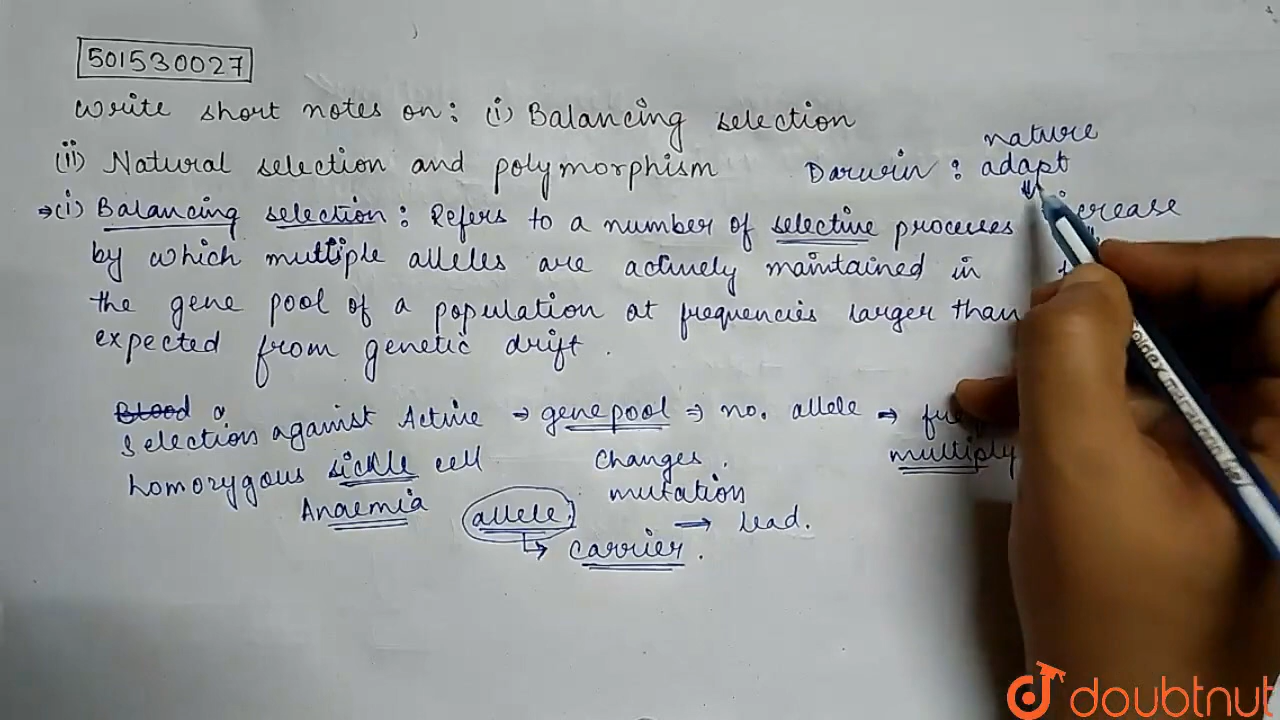 501530027
Write short notes on: (i) Balancing selection
(ii) Natural selection and polymorphism
Darwin : nature
adapt
⇒(i) Balancing selection : Refers to a number of selective processes
crease
by which multiple alleles are actively maintained in
the gene pool of a population at frequencies larger than
expected from genetic drift.
Blood
Selection against Active → gene pool → no. allele →
homozygous sickle cell
changes.
multiply
Anaemia
mutation
allele:
→ lead.
↳ carrier.
doubtnut